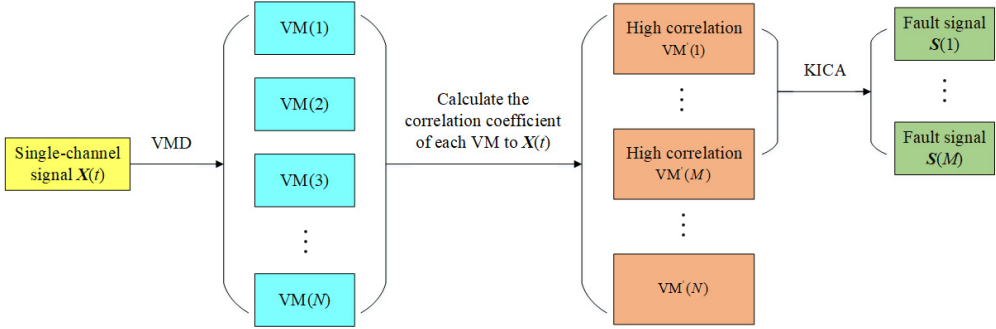 Single-channel
signal X(t)
VMD
VM(1)
VM(2)
VM(3)
⋮
VM(N)
Calculate the
correlation coefficient
of each VM to X(t)
High correlation
VM'(1)
⋮
High correlation
VM'(M)
⋮
VM'(N)
KICA
Fault signal
S(1)
⋮
Fault signal
S(M)